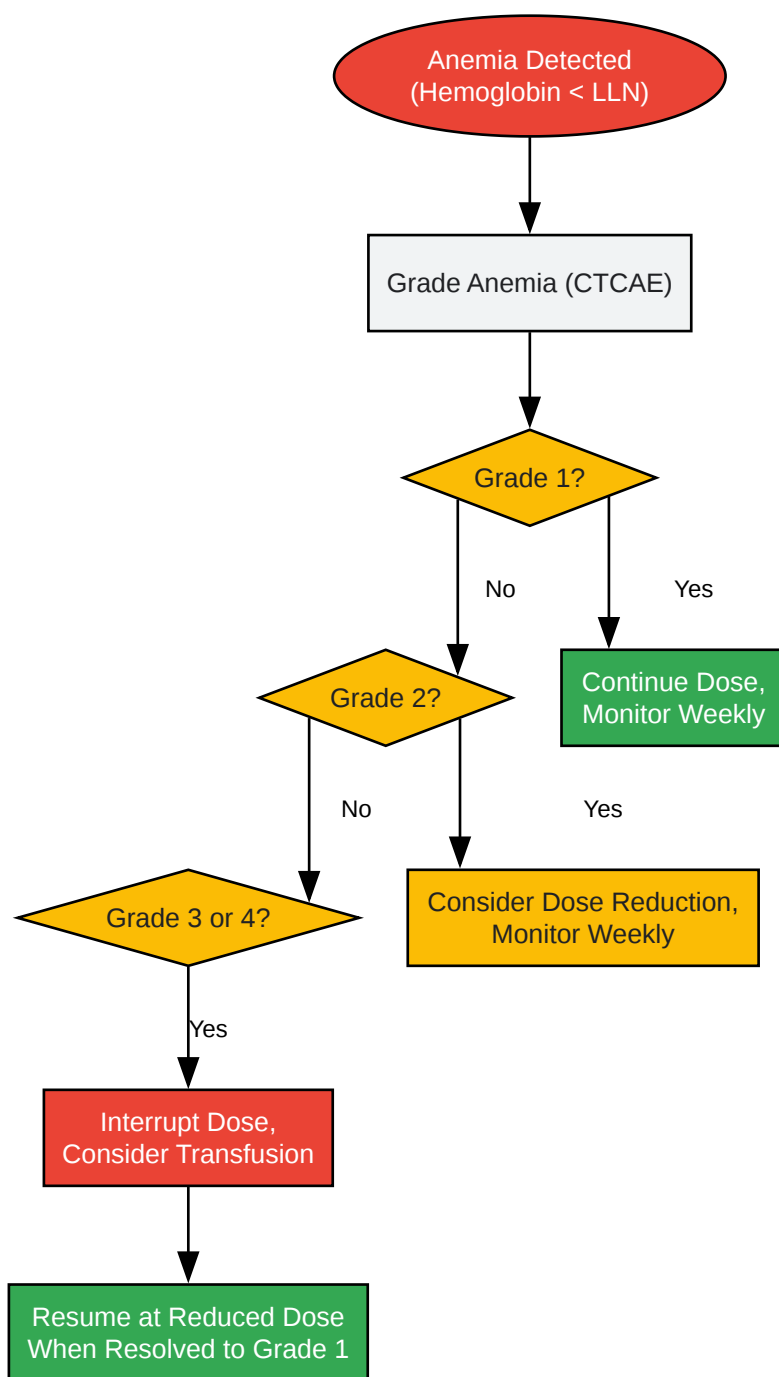 Anemia Detected
(Hemoglobin < LLN)
Grade Anemia (CTCAE)
Grade 1?
No
Yes
Grade 2?
Continue Dose,
Monitor Weekly
No
Yes
Grade 3 or 4?
Consider Dose Reduction,
Monitor Weekly
Yes
Interrupt Dose,
Consider Transfusion
Resume at Reduced Dose
When Resolved to Grade 1